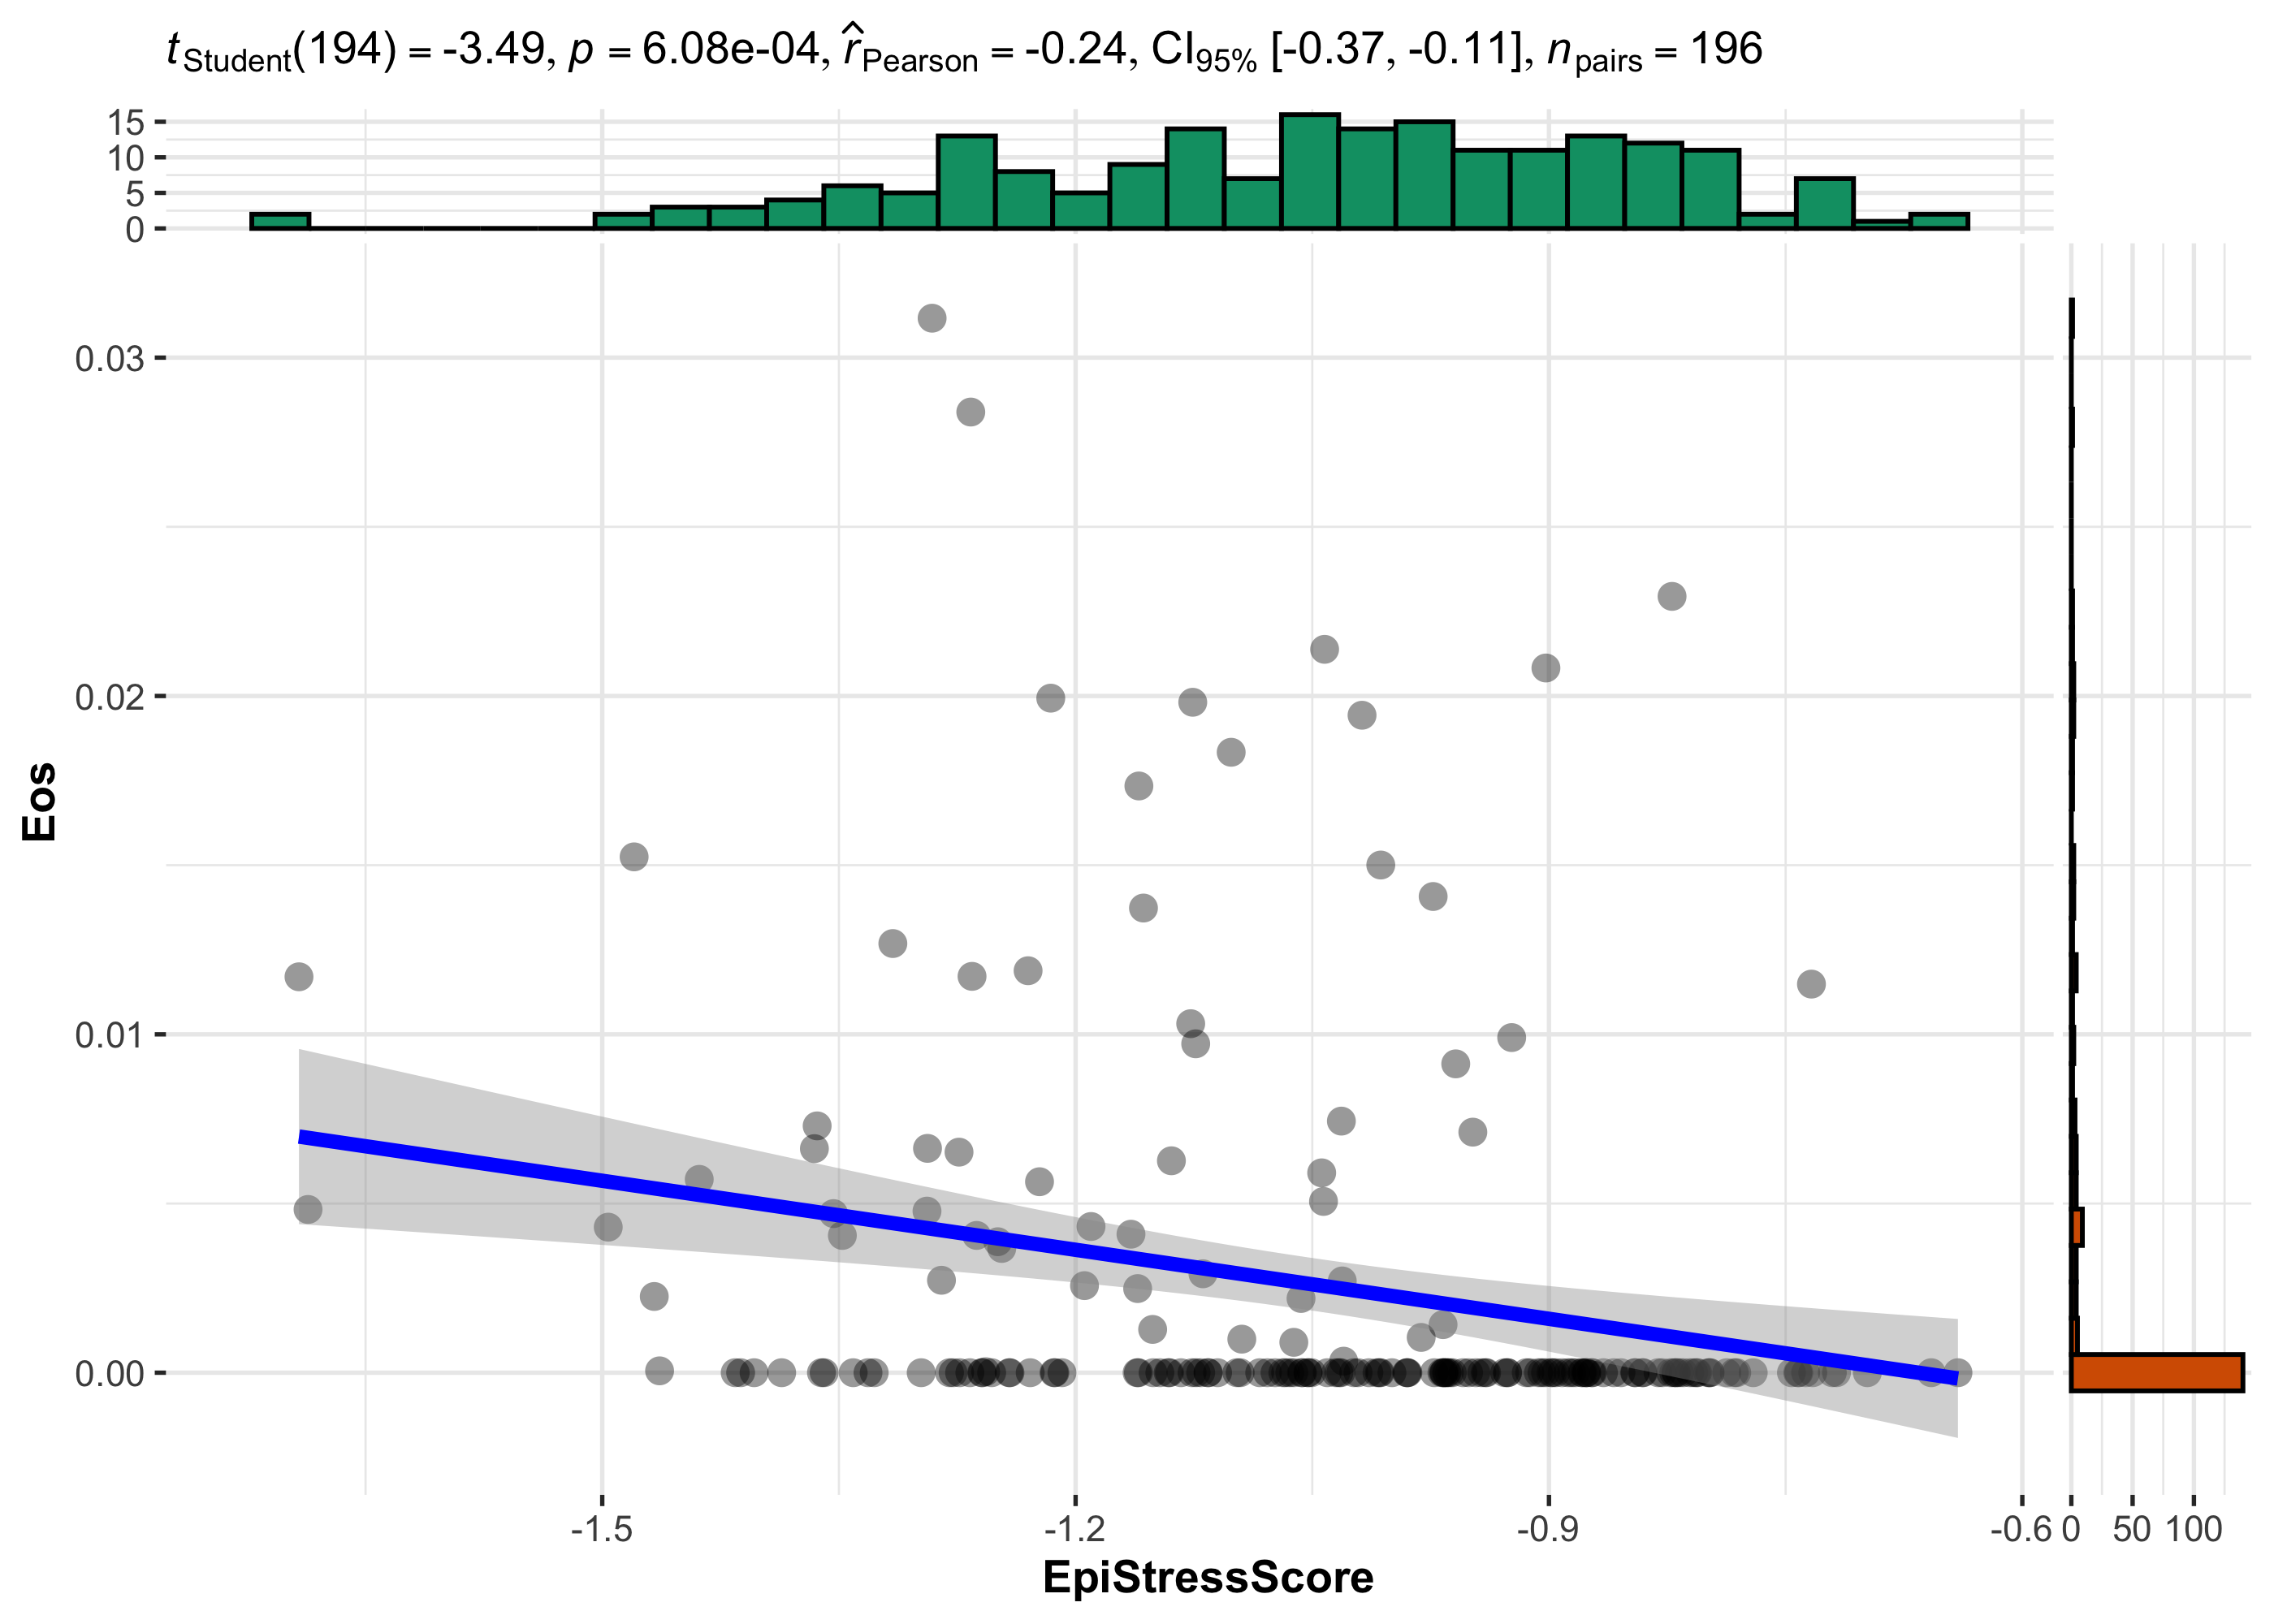 tStudent(194) = -3.49, p = 6.08e-04, r̂Pearson = -0.24, CI95% [-0.37, -0.11], npairs = 196
15
10
5
0
0.03
0.02
0.01
0.00
Eos
-1.5 -1.2 -0.9 -0.6 0 50 100
EpiStressScore